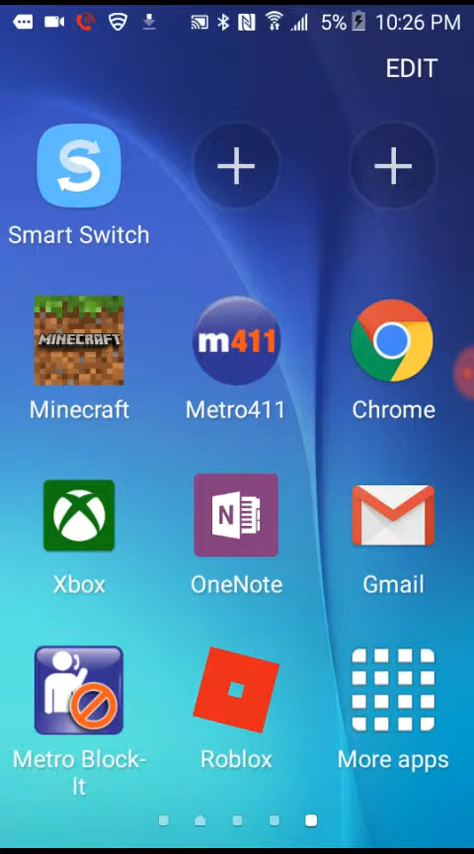 5% 10:26 PM
EDIT
S
Smart Switch
MINECRAFT
m411
Minecraft
Metro411
Chrome
N
Xbox
OneNote
Gmail
Metro Block-
It
Roblox
More apps